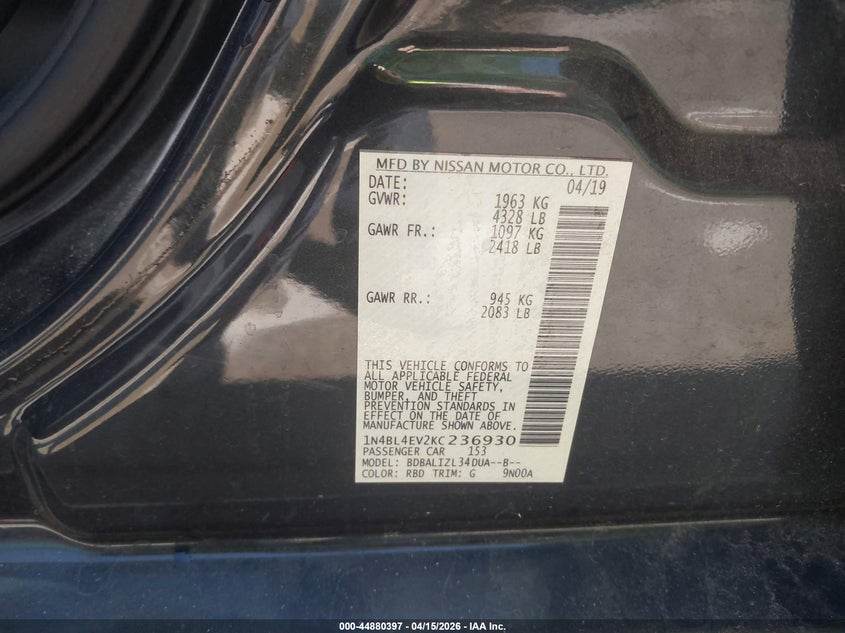 MFD BY NISSAN MOTOR CO., LTD.
DATE: 04/19
GVWR: 1963 KG
4328 LB
GAWR FR.: 1097 KG
2418 LB
GAWR RR.: 945 KG
2083 LB
THIS VEHICLE CONFORMS TO
ALL APPLICABLE FEDERAL
MOTOR VEHICLE SAFETY,
BUMPER, AND THEFT
PREVENTION STANDARDS IN
EFFECT ON THE DATE OF
MANUFACTURE SHOWN ABOVE.
1N4BL4EV2KC236930
PASSENGER CAR 153
MODEL: BDBALIZL34DUA--B--
COLOR: RBD TRIM: G 9N00A
000-44880397 - 04/15/2026 - IAA Inc.